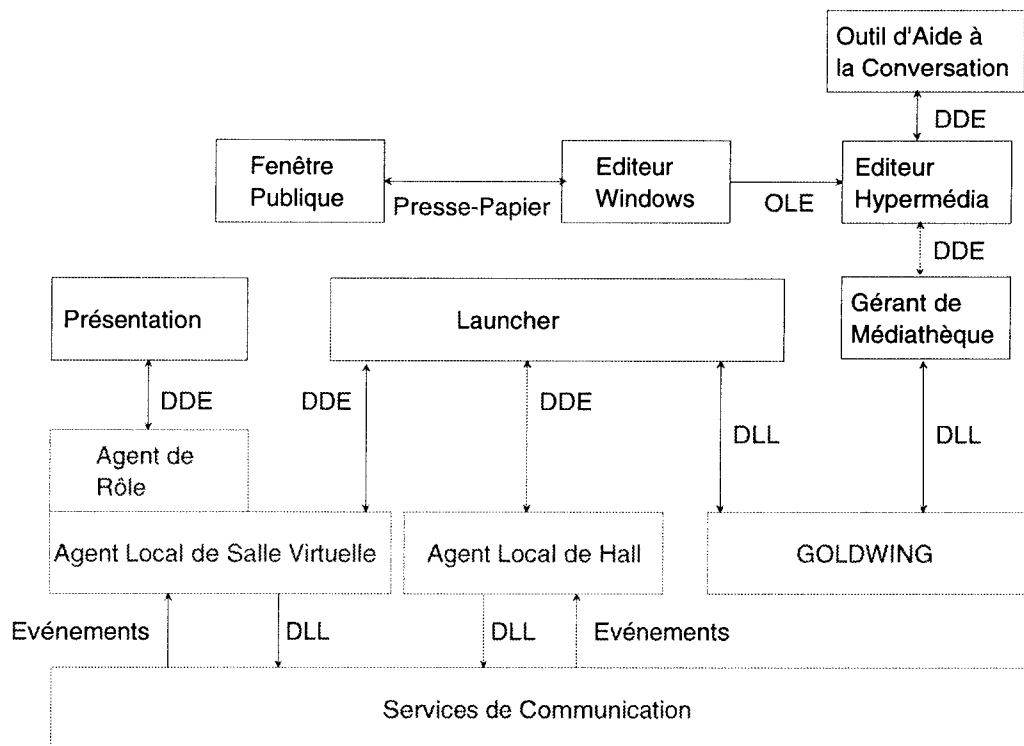 Outil d'Aide à
la Conversation
DDE
Fenêtre
Publique
Presse-Papier
Editeur
Windows
OLE
Editeur
Hypermédia
DDE
Présentation
Launcher
Gérant de
Médiathèque
DDE
DDE
DDE
DLL
DLL
Agent de
Rôle
Agent Local de Salle Virtuelle
Agent Local de Hall
GOLDWING
Evénements
DLL
DLL
Evénements
Services de Communication